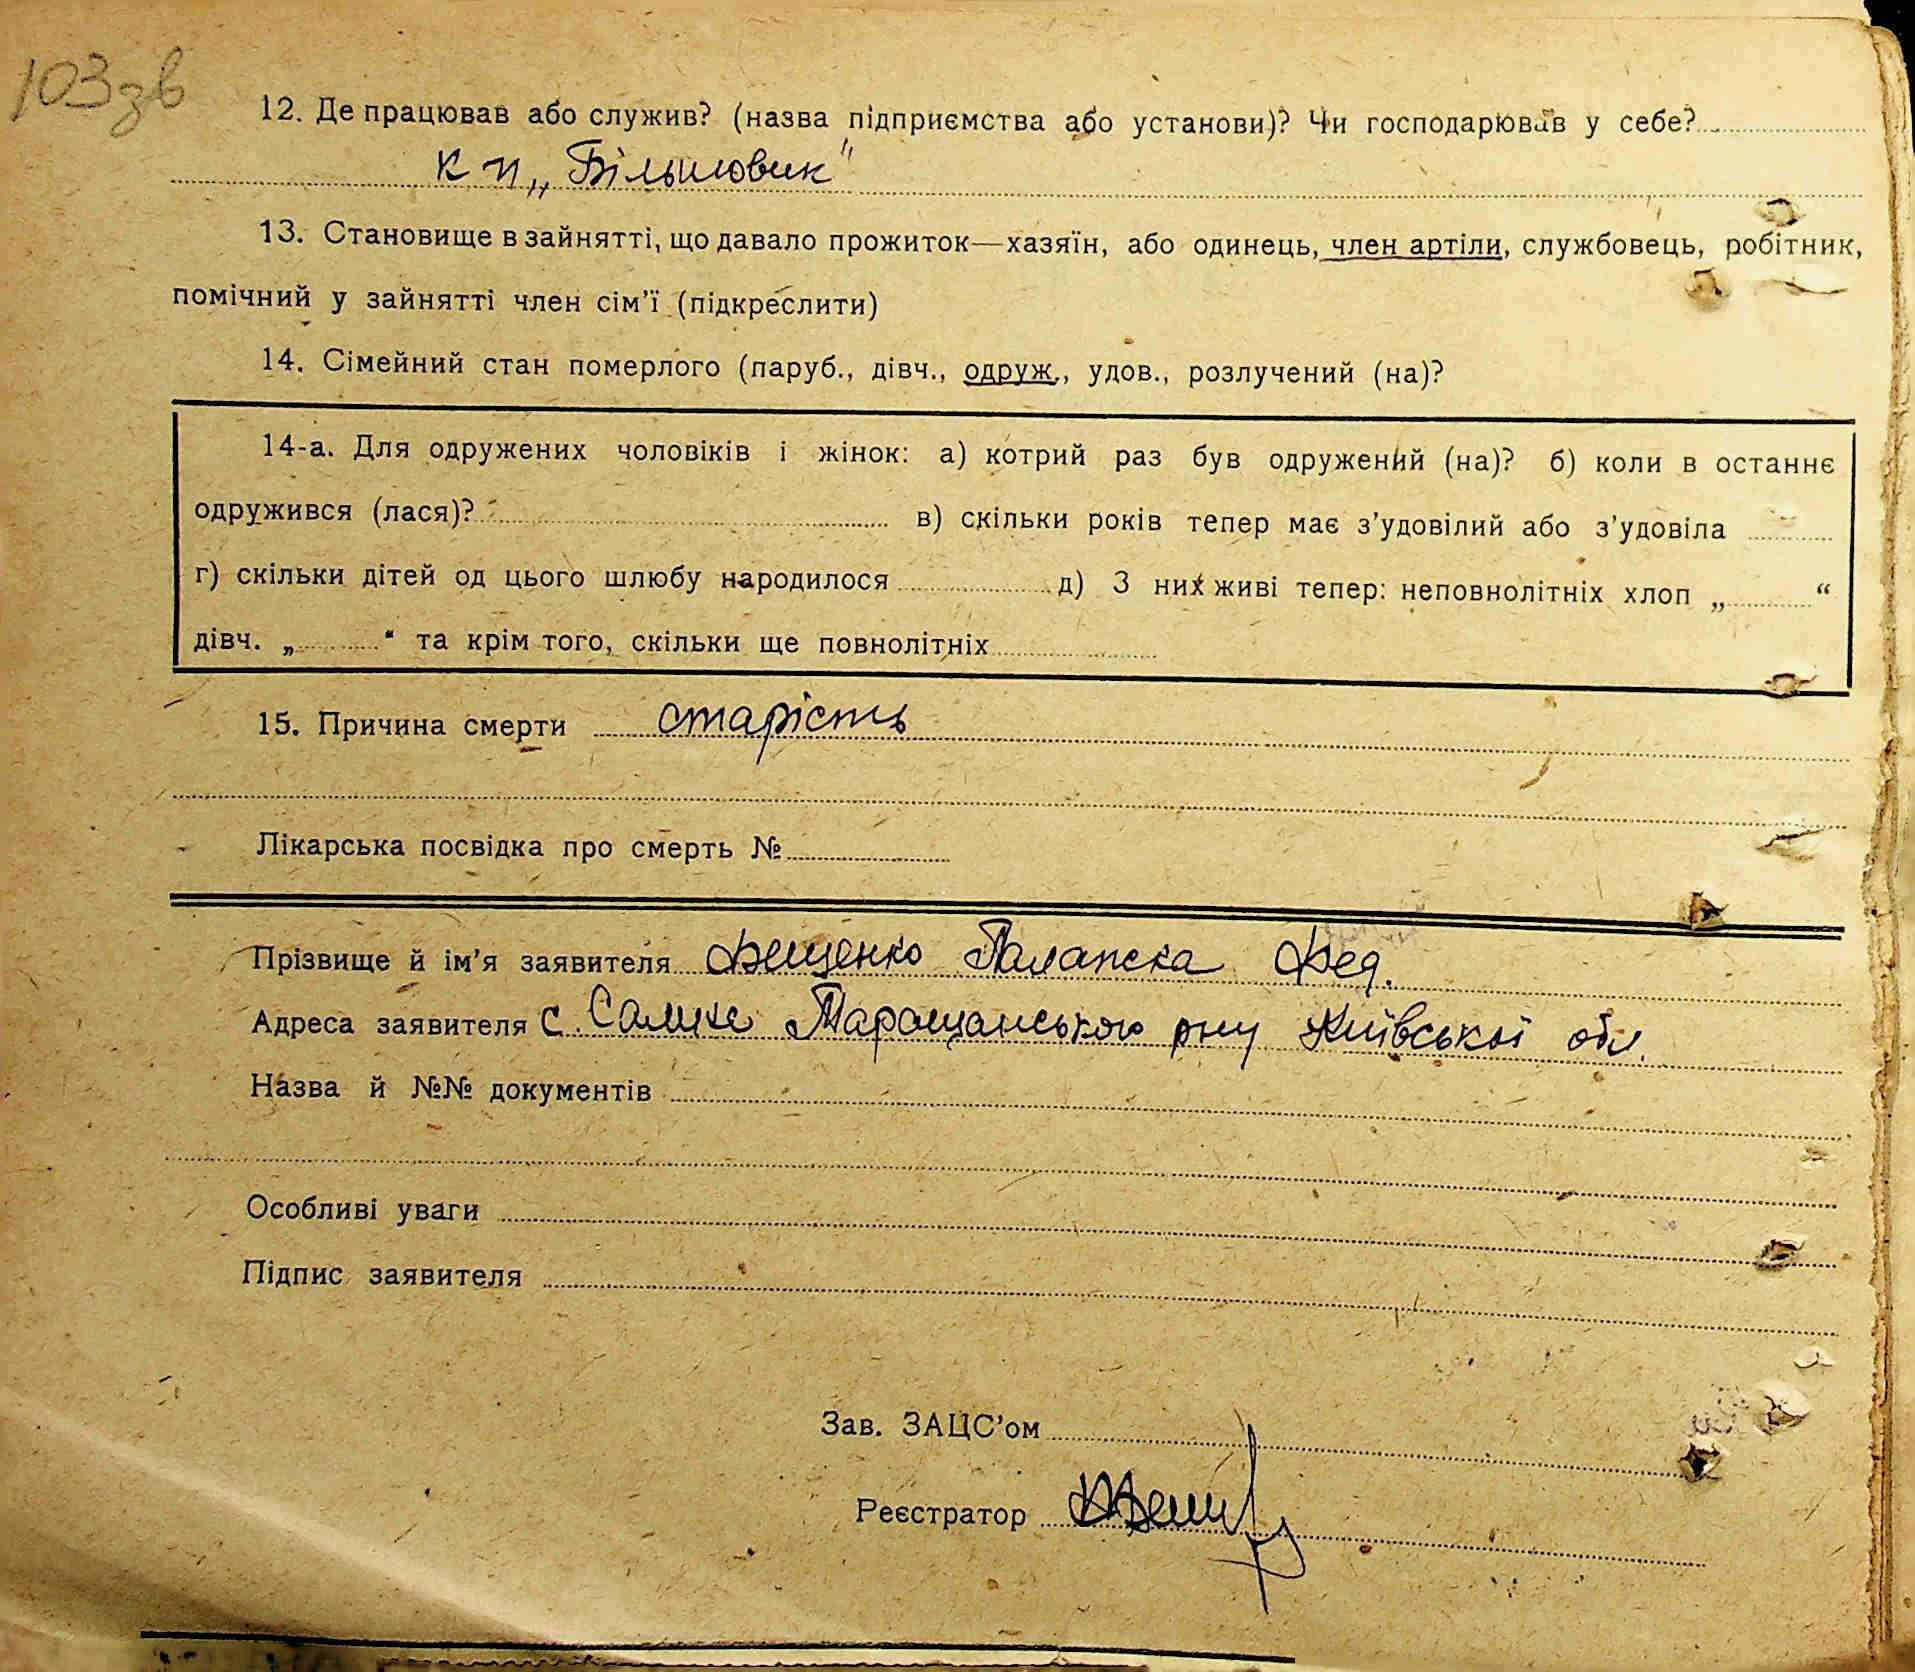 103 зв
12. Де працював або служив? (назва підприємства або установи)? Чи господарював у себе?
к п „Більшовик"
13. Становище в зайнятті, що давало прожиток—хазяїн, або одинець, член артіли, службовець, робітник,
помічний у зайнятті член сім'ї (підкреслити)
14. Сімейний стан померлого (паруб., дівч., одруж., удов., розлучений (на)?
14-а. Для одружених чоловіків і жінок: а) котрий раз був одружений (на)? б) коли в останнє
одружився (лася)? в) скільки років тепер має з'удовілий або з'удовіла
г) скільки дітей од цього шлюбу народилося д) З них живі тепер: неповнолітніх хлоп „ “
дівч. „ “ та крім того, скільки ще повнолітніх
15. Причина смерти старість
Лікарська посвідка про смерть №
Прізвище й ім'я заявителя Палажка Фед.
Адреса заявителя с. Таращанського рну Київської обл.
Назва й №№ документів
Особливі уваги
Підпис заявителя
Зав. ЗАЦС'ом
Реєстратор